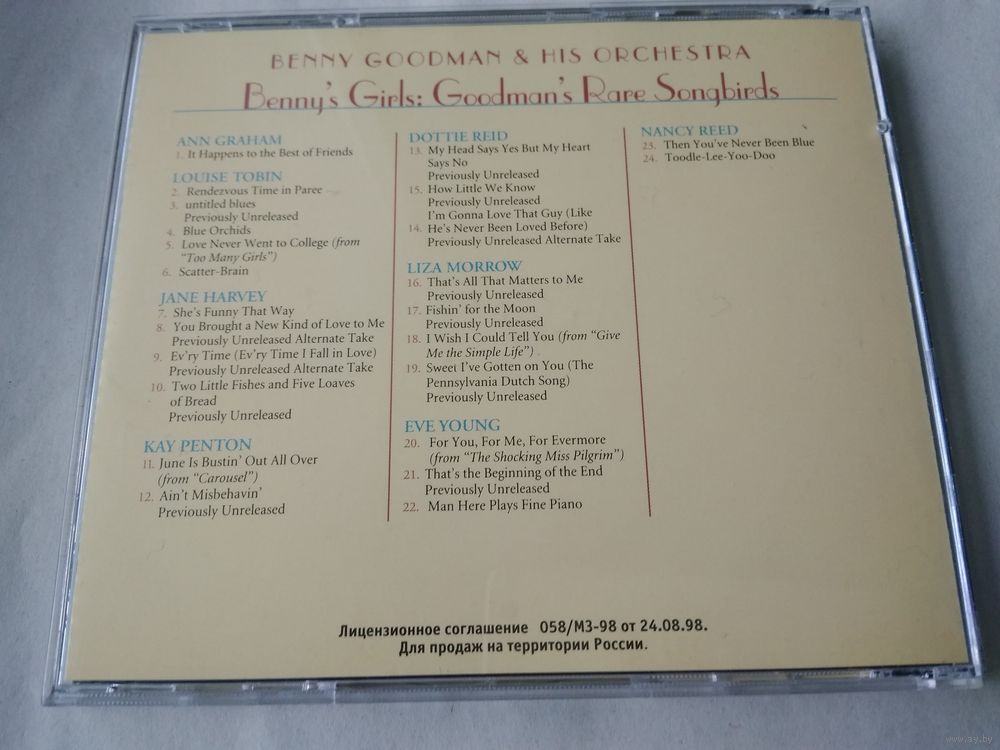 BENNY GOODMAN & HIS ORCHESTRA
Benny's Girls: Goodman's Rare Songbirds
ANN GRAHAM
1. It Happens to the Best of Friends
LOUISE TOBIN
2. Rendezvous Time in Paree
3. untitled blues
Previously Unreleased
4. Blue Orchids
5. Love Never Went to College (from
"Too Many Girls")
6. Scatter-Brain
JANE HARVEY
7. She's Funny That Way
8. You Brought a New Kind of Love to Me
Previously Unreleased Alternate Take
9. Ev'ry Time (Ev'ry Time I Fall in Love)
Previously Unreleased Alternate Take
10. Two Little Fishes and Five Loaves
of Bread
Previously Unreleased
KAY PENTON
11. June Is Bustin' Out All Over
(from "Carousel")
12. Ain't Misbehavin'
Previously Unreleased
DOTTIE REID
13. My Head Says Yes But My Heart
Says No
Previously Unreleased
15. How Little We Know
Previously Unreleased
I'm Gonna Love That Guy (Like
14. He's Never Been Loved Before)
Previously Unreleased Alternate Take
LIZA MORROW
16. That's All That Matters to Me
Previously Unreleased
17. Fishin' for the Moon
Previously Unreleased
18. I Wish I Could Tell You (from "Give
Me the Simple Life")
19. Sweet I've Gotten on You (The
Pennsylvania Dutch Song)
Previously Unreleased
EVE YOUNG
20. For You, For Me, For Evermore
(from "The Shocking Miss Pilgrim")
21. That's the Beginning of the End
Previously Unreleased
22. Man Here Plays Fine Piano
NANCY REED
23. Then You've Never Been Blue
24. Toodle-Lee-Yoo-Doo
Лицензионное соглашение 058/МЗ-98 от 24.08.98.
Для продаж на территории России.
www.ay.by